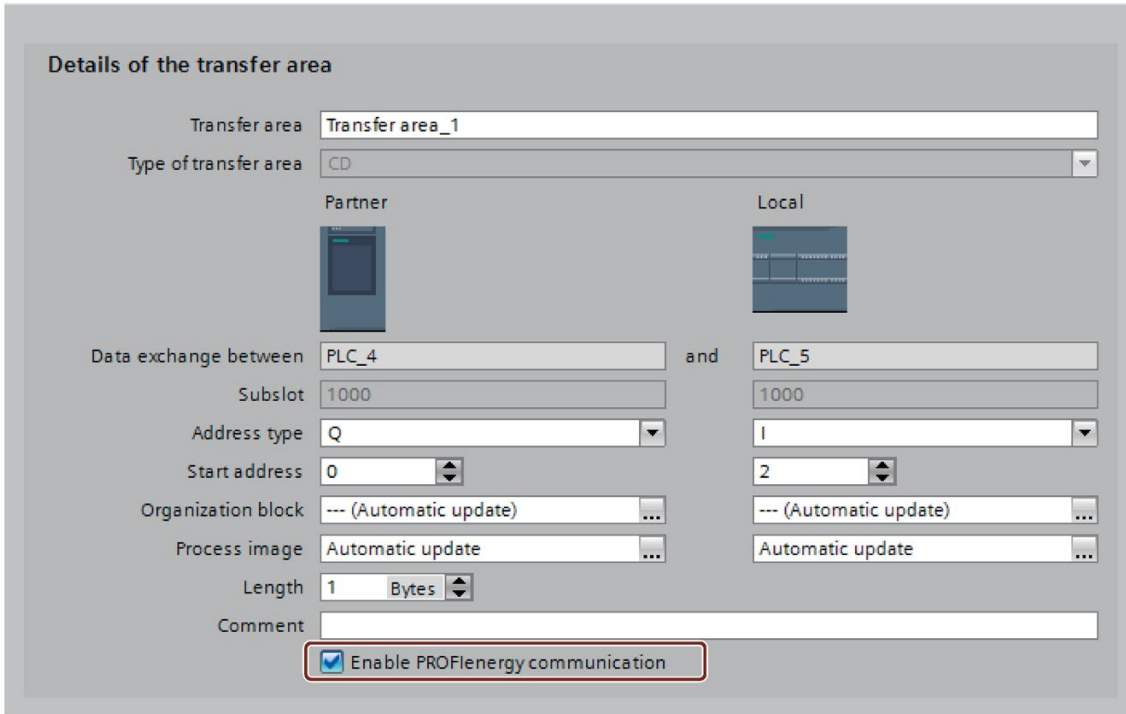 Details of the transfer area
Transfer area Transfer area_1
Type of transfer area CD
Partner Local
Data exchange between PLC_4 and PLC_5
Subslot 1000 1000
Address type Q I
Start address 0 2
Organization block --- (Automatic update) ... --- (Automatic update) ...
Process image Automatic update ... Automatic update ...
Length 1 Bytes
Comment
Enable PROFIenergy communication